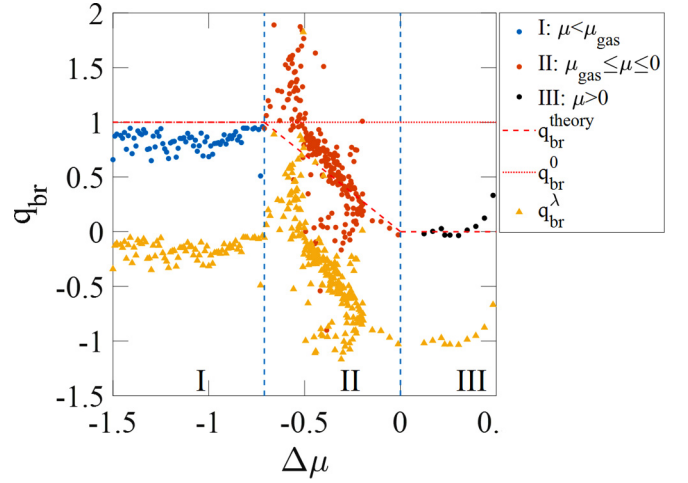 2
1.5
1
0.5
0
-0.5
-1
-1.5
q_br
-1.5
-1
-0.5
0
0.
Δμ
I
II
III
I: μ<μ_gas
II: μ_gas≤μ≤0
III: μ>0
q_br^theory
q_br^0
q_br^λ